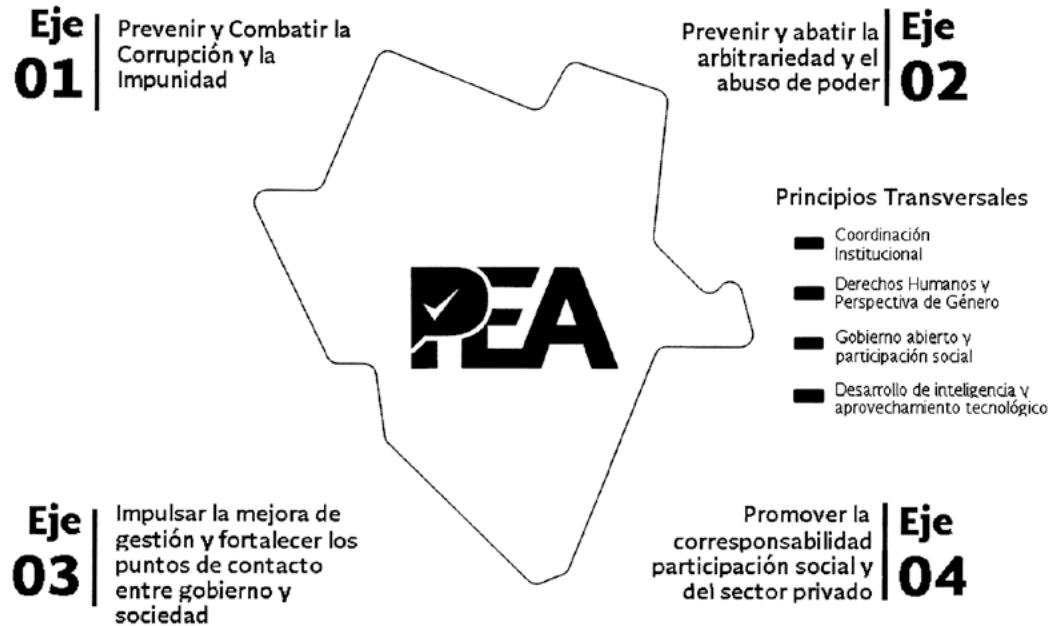 Eje
01
Prevenir y Combatir la
Corrupción y la
Impunidad
Prevenir y abatir la
arbitrariedad y el
abuso de poder
Eje
02
Principios Transversales
Coordinación
Institucional
Derechos Humanos y
Perspectiva de Género
Gobierno abierto y
participación social
Desarrollo de inteligencia y
aprovechamiento tecnológico
PEA
Eje
03
Impulsar la mejora de
gestión y fortalecer los
puntos de contacto
entre gobierno y
sociedad
Promover la
corresponsabilidad
participación social y
del sector privado
Eje
04